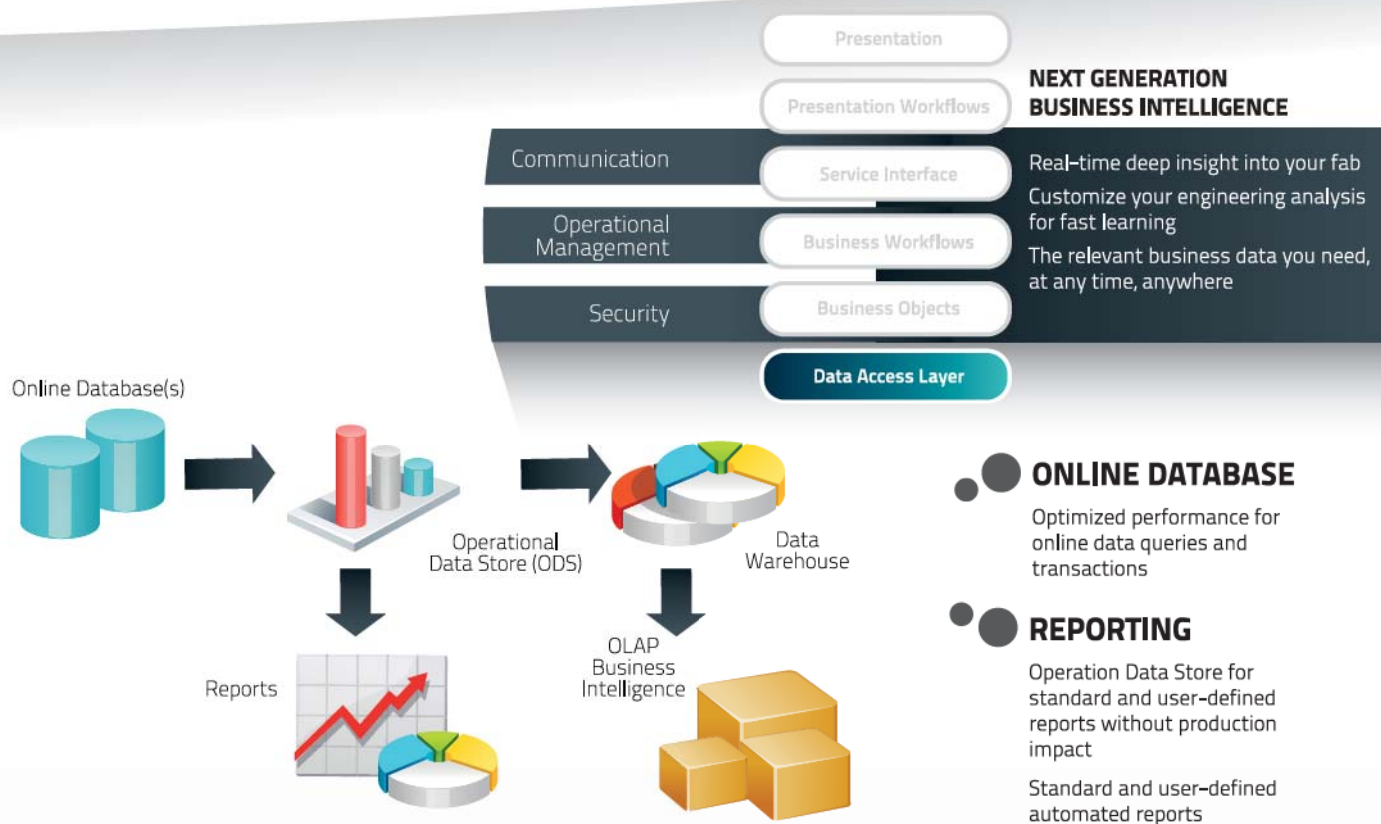 Presentation
Presentation Workflows
Service Interface
Business Workflows
Business Objects
Data Access Layer
Communication
Operational
Management
Security
NEXT GENERATION
BUSINESS INTELLIGENCE
Real-time deep insight into your fab
Customize your engineering analysis
for fast learning
The relevant business data you need,
at any time, anywhere
Online Database(s)
Operational
Data Store (ODS)
Data
Warehouse
Reports
OLAP
Business
Intelligence
ONLINE DATABASE
Optimized performance for
online data queries and
transactions
REPORTING
Operation Data Store for
standard and user-defined
reports without production
impact
Standard and user-defined
automated reports